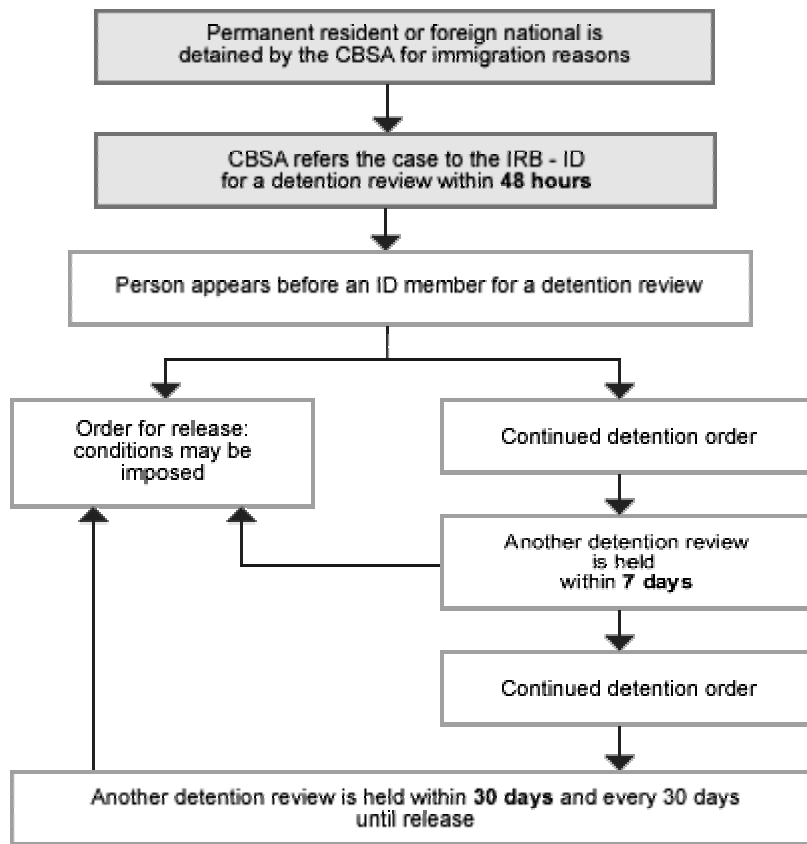 Permanent resident or foreign national is
detained by the CBSA for immigration reasons
CBSA refers the case to the IRB - ID
for a detention review within 48 hours
Person appears before an ID member for a detention review
Order for release:
conditions may be
imposed
Continued detention order
Another detention review
is held
within 7 days
Continued detention order
Another detention review is held within 30 days and every 30 days
until release